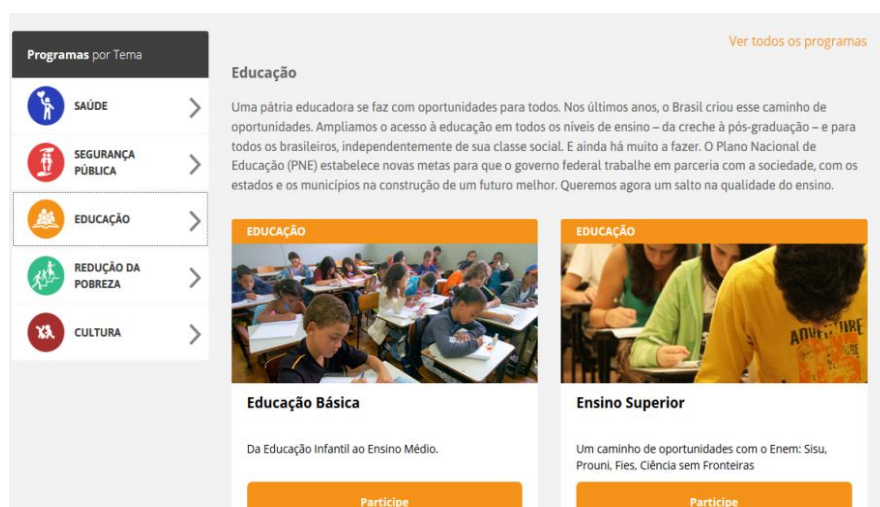 Ver todos os programas
Programas por Tema
SAÚDE
SEGURANÇA
PÚBLICA
EDUCAÇÃO
REDUÇÃO DA
POBREZA
CULTURA
Educação
Uma pátria educadora se faz com oportunidades para todos. Nos últimos anos, o Brasil criou esse caminho de
oportunidades. Ampliamos o acesso à educação em todos os níveis de ensino – da creche à pós-graduação – e para
todos os brasileiros, independentemente de sua classe social. E ainda há muito a fazer. O Plano Nacional de
Educação (PNE) estabelece novas metas para que o governo federal trabalhe em parceria com a sociedade, com os
estados e os municípios na construção de um futuro melhor. Queremos agora um salto na qualidade do ensino.
EDUCAÇÃO
Educação Básica
Da Educação Infantil ao Ensino Médio.
Participe
EDUCAÇÃO
ADVENTURE
Ensino Superior
Um caminho de oportunidades com o Enem: Sisu,
Prouni, Fies, Ciência sem Fronteiras
Participe